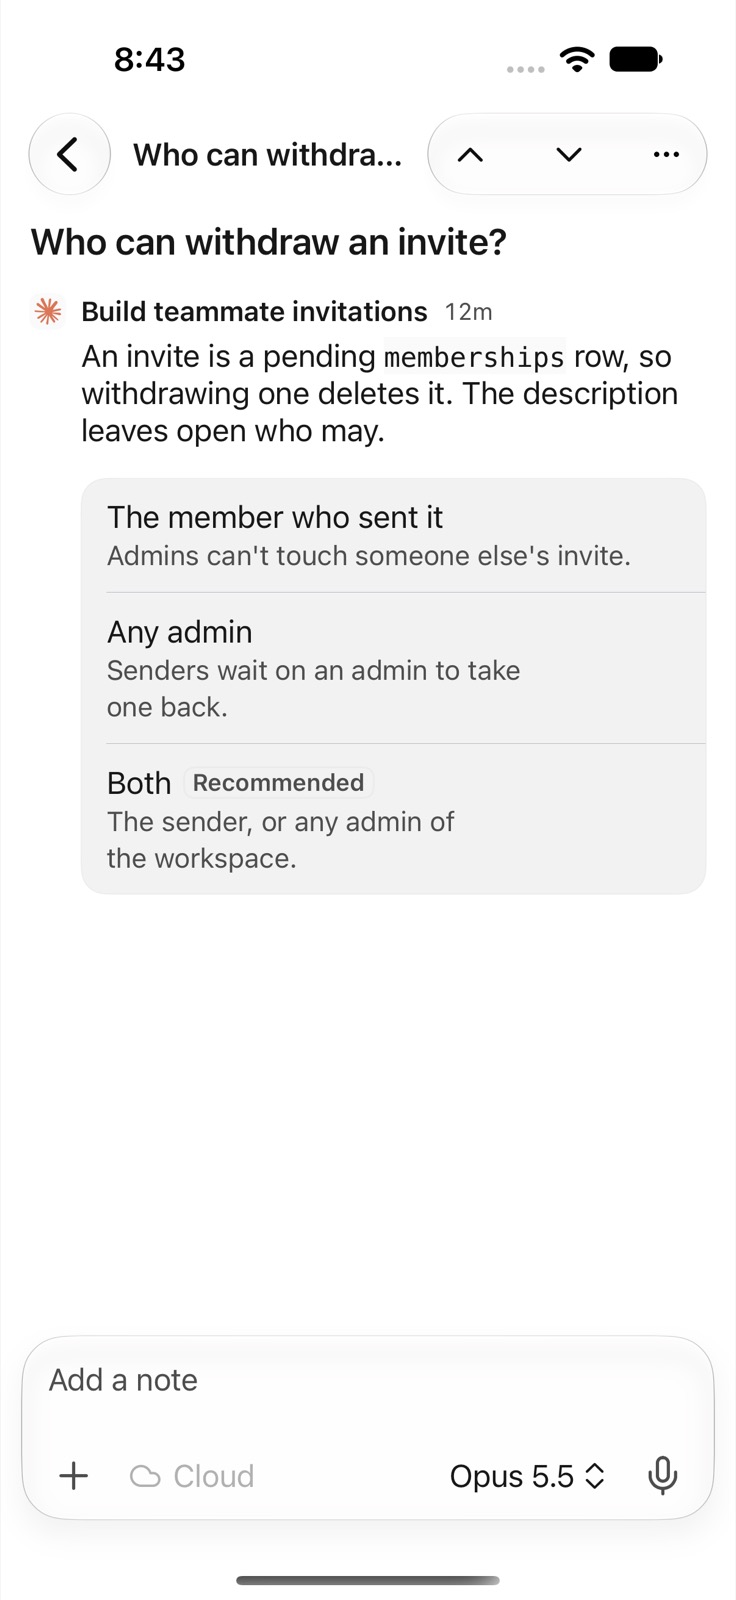 8:43
Who can withdra...
Who can withdraw an invite?
Build teammate invitations 12m
An invite is a pending memberships row, so
withdrawing one deletes it. The description
leaves open who may.
The member who sent it
Admins can't touch someone else's invite.
Any admin
Senders wait on an admin to take
one back.
Both Recommended
The sender, or any admin of
the workspace.
Add a note
Cloud
Opus 5.5